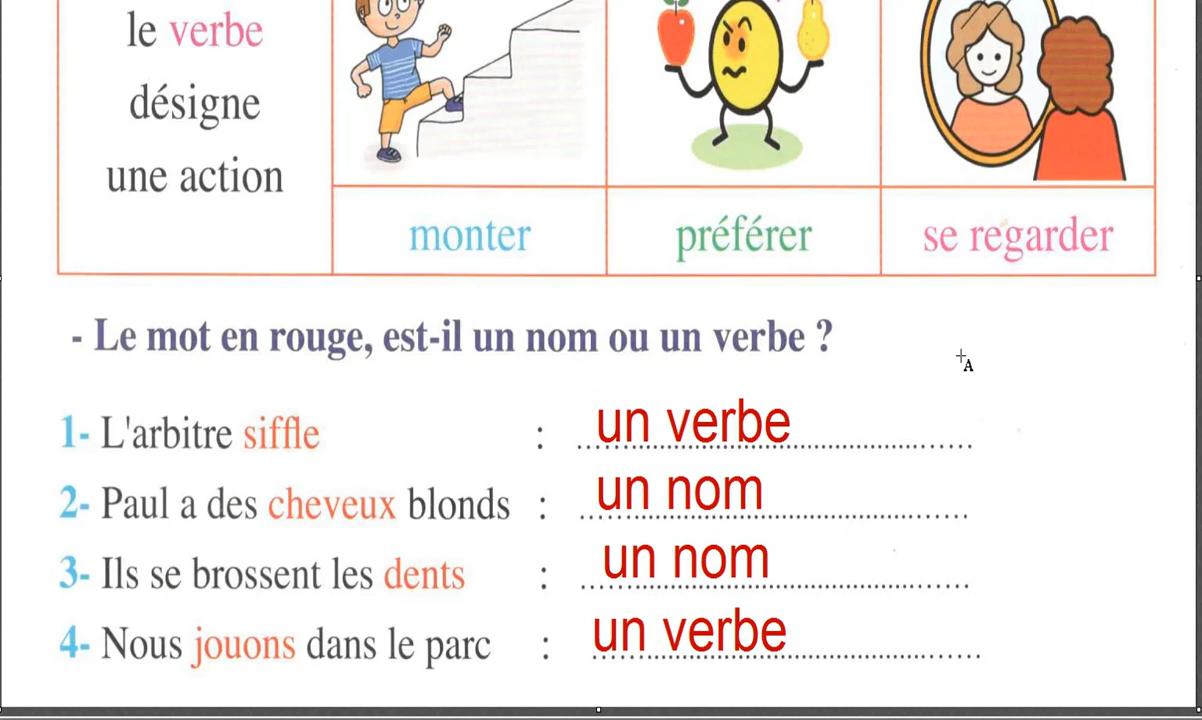 le verbe
désigne
une action
monter
préférer
se regarder
- Le mot en rouge, est-il un nom ou un verbe ?
1- L'arbitre siffle : un verbe
2- Paul a des cheveux blonds : un nom
3- Ils se brossent les dents : un nom
4- Nous jouons dans le parc : un verbe